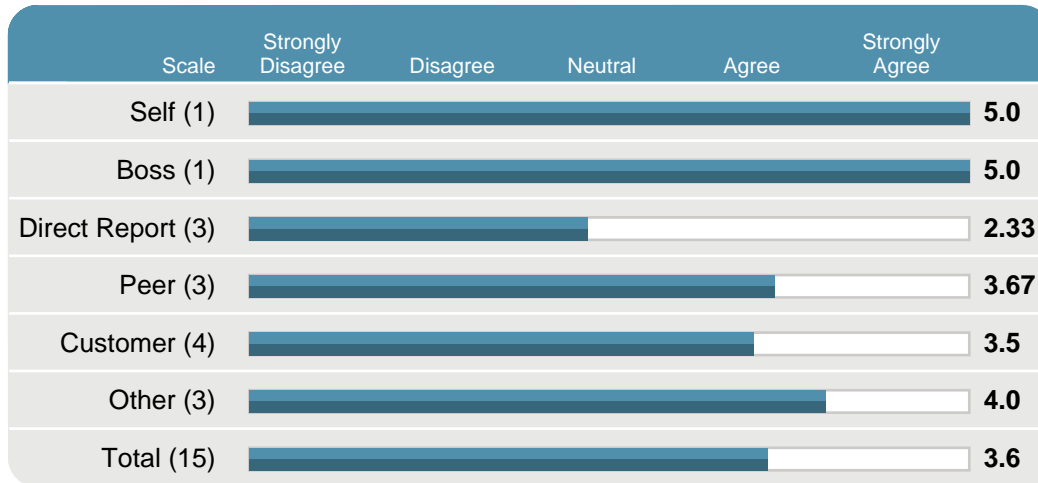 Scale
Strongly
Disagree
Disagree
Neutral
Agree
Strongly
Agree
Self (1) 5.0
Boss (1) 5.0
Direct Report (3) 2.33
Peer (3) 3.67
Customer (4) 3.5
Other (3) 4.0
Total (15) 3.6